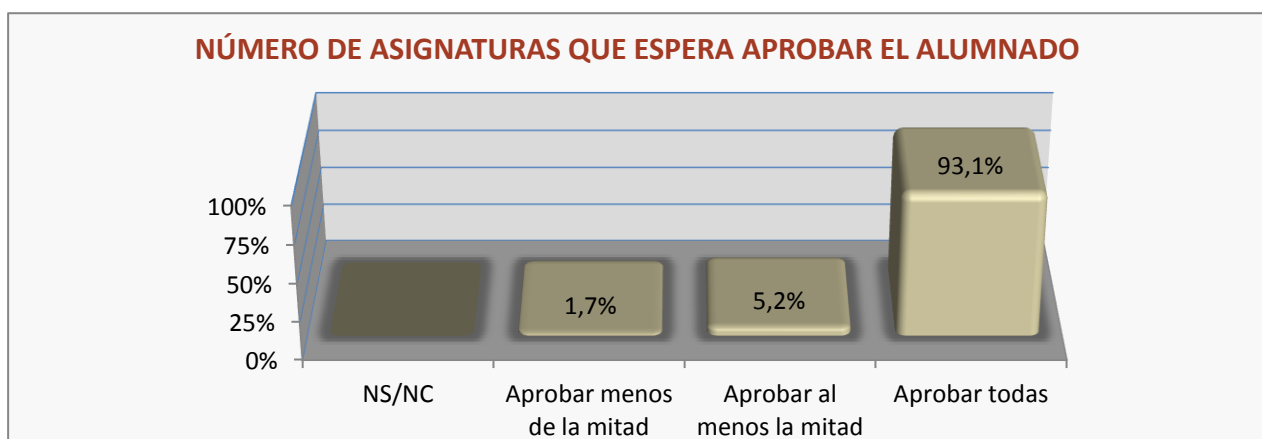 NÚMERO DE ASIGNATURAS QUE ESPERA APROBAR EL ALUMNADO
93,1%
100%
75%
50%
25%
0%
1,7%
5,2%
NS/NC
Aprobar menos de la mitad
Aprobar al menos la mitad
Aprobar todas